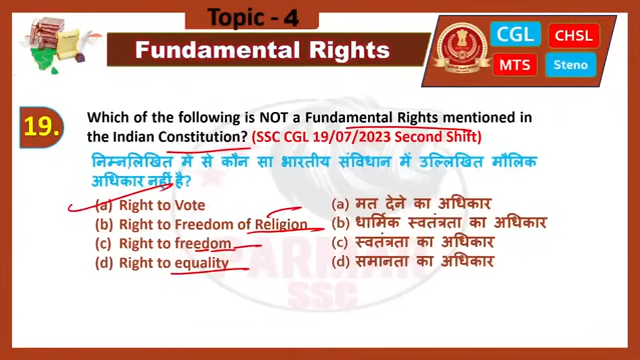 Topic - 4
Fundamental Rights
CGL
CHSL
MTS
Steno
19.
Which of the following is NOT a Fundamental Rights mentioned in
the Indian Constitution? (SSC CGL 19/07/2023 Second Shift)
निम्नलिखित में से कौन सा भारतीय संविधान में उल्लिखित मौलिक
अधिकार नहीं है?
(a) Right to Vote
(b) Right to Freedom of Religion
(c) Right to freedom
(d) Right to equality
(a) मत देने का अधिकार
(b) धार्मिक स्वतंत्रता का अधिकार
(c) स्वतंत्रता का अधिकार
(d) समानता का अधिकार
PARMAR
SSC